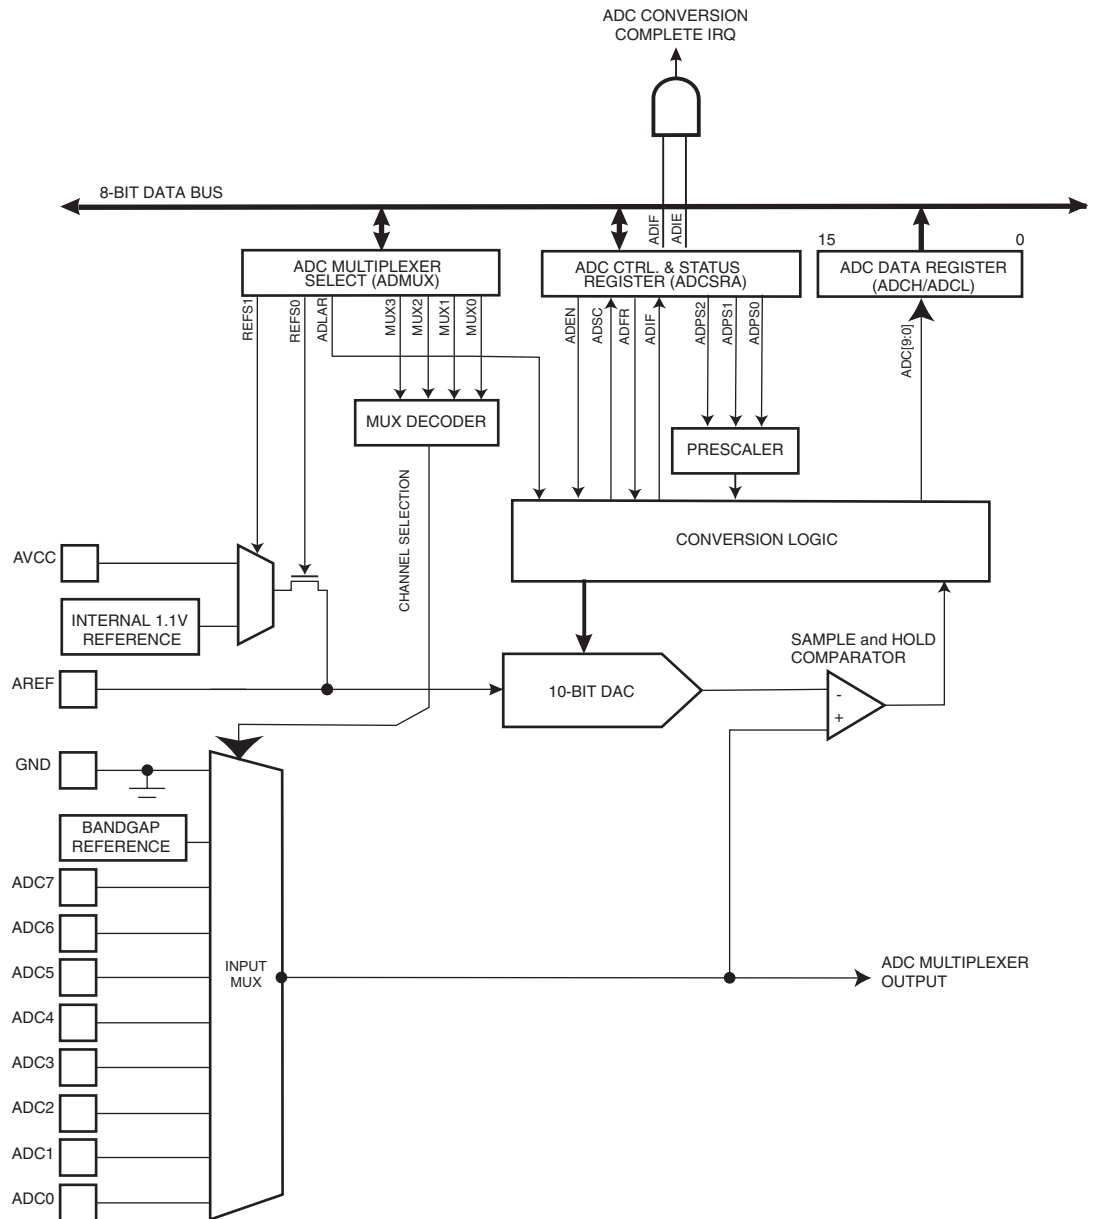 ADC CONVERSION
COMPLETE IRQ
8-BIT DATA BUS
ADIF
ADIE
15
0
ADC MULTIPLEXER
SELECT (ADMUX)
ADC CTRL. & STATUS
REGISTER (ADCSRA)
ADC DATA REGISTER
(ADCH/ADCL)
REFS1
REFS0
ADLAR
MUX3
MUX2
MUX1
MUX0
ADEN
ADSC
ADFR
ADIF
ADPS2
ADPS1
ADPS0
ADC[9:0]
MUX DECODER
PRESCALER
CHANNEL SELECTION
CONVERSION LOGIC
AVCC
INTERNAL 1.1V
REFERENCE
SAMPLE and HOLD
COMPARATOR
AREF
10-BIT DAC
-
+
GND
BANDGAP
REFERENCE
ADC7
ADC6
ADC5
INPUT
MUX
ADC MULTIPLEXER
OUTPUT
ADC4
ADC3
ADC2
ADC1
ADC0